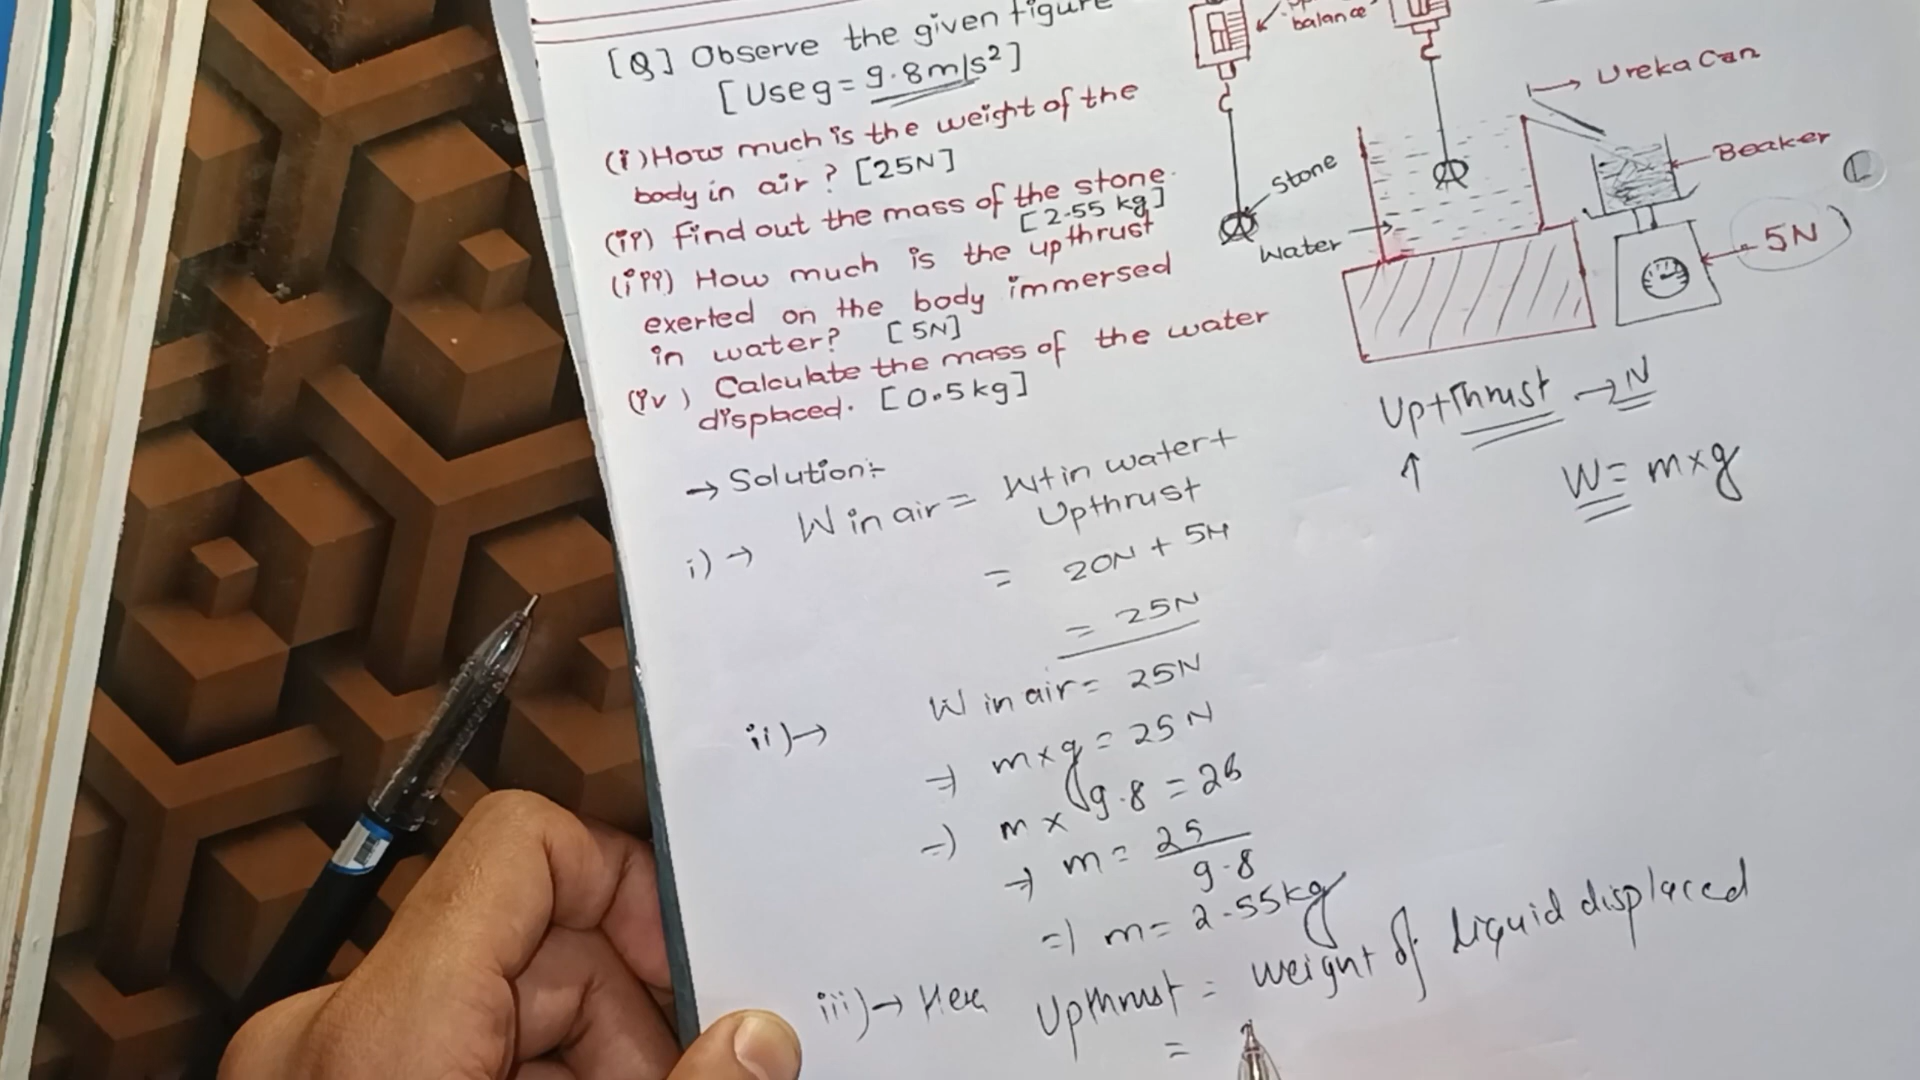 [Q] Observe the given figure
[Use g = 9.8m/s²]
(i) How much is the weight of the
body in air? [25N]
(ii) Find out the mass of the stone.
[2.55 kg]
(iii) How much is the upthrust
exerted on the body immersed
in water? [5N]
(iv) Calculate the mass of the water
displaced. [0.5kg]
balance
Ureka Can
Beaker
Stone
Water
5N
L
Up+Thrust → N
↑
W = m×g
→ Solution:-
i) → W in air = Wt in water +
Upthrust
= 20N + 5N
= 25N
ii) → W in air = 25N
⇒ m×g = 25N
⇒ m × 9.8 = 25
⇒ m = 25/9.8
⇒ m = 2.55kg
iii) → Here Upthrust = weight of liquid displaced
=